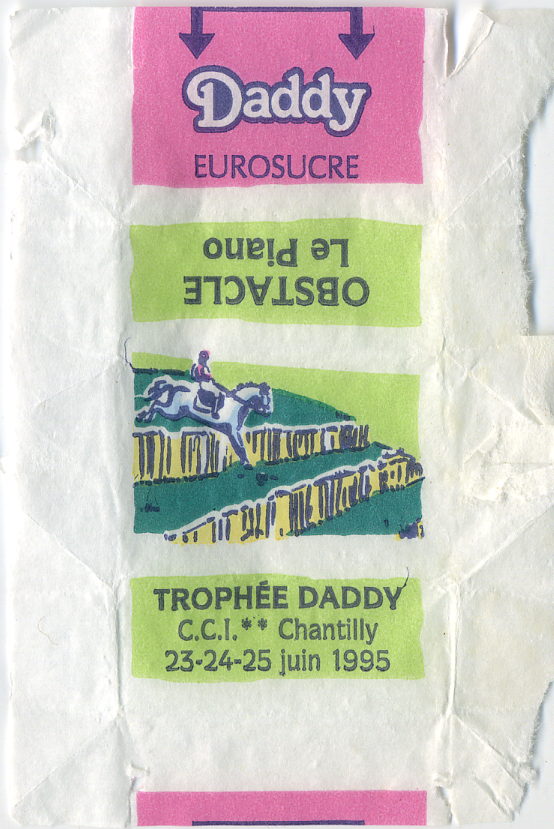 Daddy
EUROSUCRE
OBSTACLE
Le Piano
TROPHÉE DADDY
C.C.I.** Chantilly
23-24-25 juin 1995